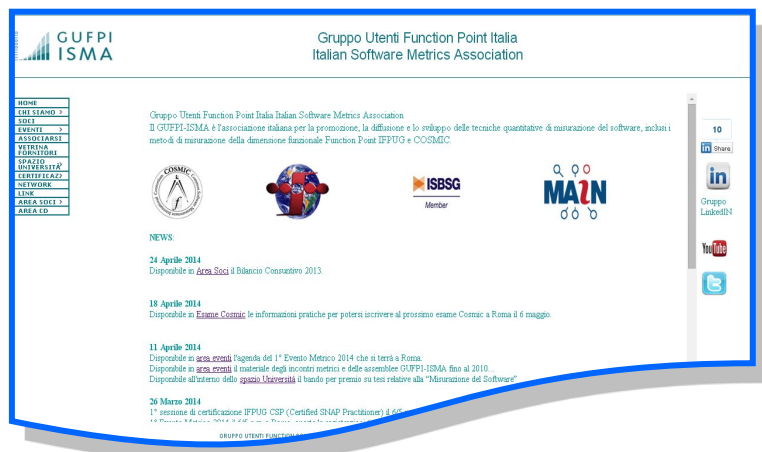 GUFPI
ISMA
Gruppo Utenti Function Point Italia
Italian Software Metrics Association
HOME
CHI SIAMO >
SOCI
EVENTI >
ASSOCIARSI
VETRINA
FORNITORI
SPAZIO
UNIVERSITÀ >
CERTIFICAZ >
NETWORK
LINK
AREA SOCI >
AREA CD
Gruppo Utenti Function Point Italia Italian Software Metrics Association
Il GUFPI-ISMA è l'associazione italiana per la promozione, la diffusione e lo sviluppo delle tecniche quantitative di misurazione del software, inclusi i
metodi di misurazione della dimensione funzionale Function Point IFPUG e COSMIC.
COSMIC
ISBSG
Member
MAIN
10
in Share
in
Gruppo
LinkedIN
YouTube
NEWS:
24 Aprile 2014
Disponibile in Area Soci il Bilancio Consuntivo 2013.
18 Aprile 2014
Disponibile in Esame Cosmic le informazioni pratiche per potersi iscrivere al prossimo esame Cosmic a Roma il 6 maggio.
11 Aprile 2014
Disponibile in area eventi l'agenda del 1° Evento Metrico 2014 che si terrà a Roma.
Disponibile in area eventi il materiale degli incontri metrici e delle assemblee GUFPI-ISMA fino al 2010...
Disponibile all'interno dello spazio Università il bando per premio su tesi relative alla "Misurazione del Software"
26 Marzo 2014
1° sessione di certificazione IFPUG CSP (Certified SNAP Practitioner) il 6/5
GRUPPO UTENTI FUNCTION